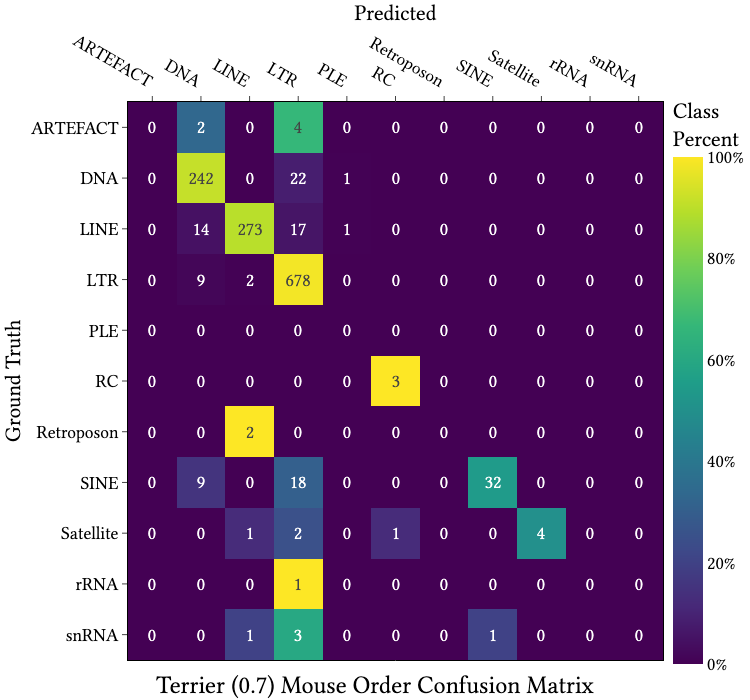 Predicted
ARTEFACT DNA LINE LTR PLE RC Retroposon SINE Satellite rRNA snRNA
Class
Percent
Ground Truth
ARTEFACT 0 2 0 4 0 0 0 0 0 0 0
DNA 0 242 0 22 1 0 0 0 0 0 0
LINE 0 14 273 17 1 0 0 0 0 0 0
LTR 0 9 2 678 0 0 0 0 0 0 0
PLE 0 0 0 0 0 0 0 0 0 0 0
RC 0 0 0 0 0 3 0 0 0 0 0
Retroposon 0 0 2 0 0 0 0 0 0 0 0
SINE 0 9 0 18 0 0 0 32 0 0 0
Satellite 0 0 1 2 0 1 0 0 4 0 0
rRNA 0 0 0 1 0 0 0 0 0 0 0
snRNA 0 0 1 3 0 0 0 1 0 0 0
100%
80%
60%
40%
20%
0%
Terrier (0.7) Mouse Order Confusion Matrix